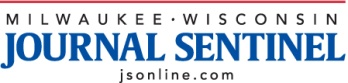 MILWAUKEE · WISCONSIN
JOURNAL SENTINEL
jsonline.com